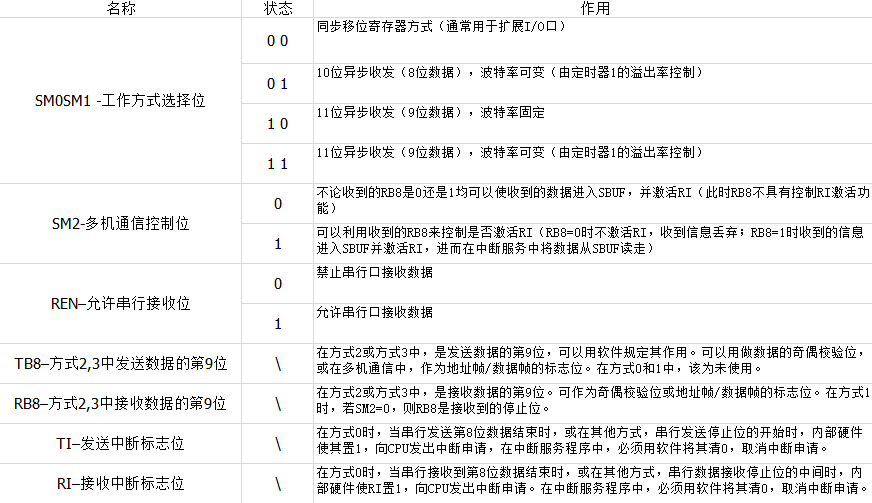 名称 状态 作用
SM0SM1 -工作方式选择位
0 0 同步移位寄存器方式（通常用于扩展I/O口）
0 1 10位异步收发（8位数据），波特率可变（由定时器1的溢出率控制）
1 0 11位异步收发（9位数据），波特率固定
1 1 11位异步收发（9位数据），波特率可变（由定时器1的溢出率控制）
SM2-多机通信控制位
0 不论收到的RB8是0还是1均可以使收到的数据进入SBUF，并激活RI（此时RB8不具有控制RI激活功
能）
1 可以利用收到的RB8来控制是否激活RI（RB8=0时不激活RI，收到信息丢弃；RB8=1时收到的信息
进入SBUF并激活RI，进而在中断服务中将数据从SBUF读走）
REN–允许串行接收位
0 禁止串行口接收数据
1 允许串行口接收数据
TB8–方式2,3中发送数据的第9位 \ 在方式2或方式3中，是发送数据的第9位，可以用软件规定其作用。可以用做数据的奇偶校验位，
或在多机通信中，作为地址帧/数据帧的标志位。在方式0和1中，该为未使用。
RB8–方式2,3中接收数据的第9位 \ 在方式2或方式3中，是接收数据的第9位。可作为奇偶校验位或地址帧/数据帧的标志位。在方式1
时，若SM2=0，则RB8是接收到的停止位。
TI–发送中断标志位 \ 在方式0时，当串行发送第8位数据结束时，或在其他方式，串行发送停止位的开始时，内部硬件
使其置1，向CPU发出中断申请，在中断服务程序中，必须用软件将其清0，取消中断申请。
RI–接收中断标志位 \ 在方式0时，当串行接收到第8位数据结束时，或在其他方式，串行数据接收停止位的中间时，内
部硬件使RI置1，向CPU发出中断申请。在中断服务程序中，必须用软件将其清0，取消中断申请。